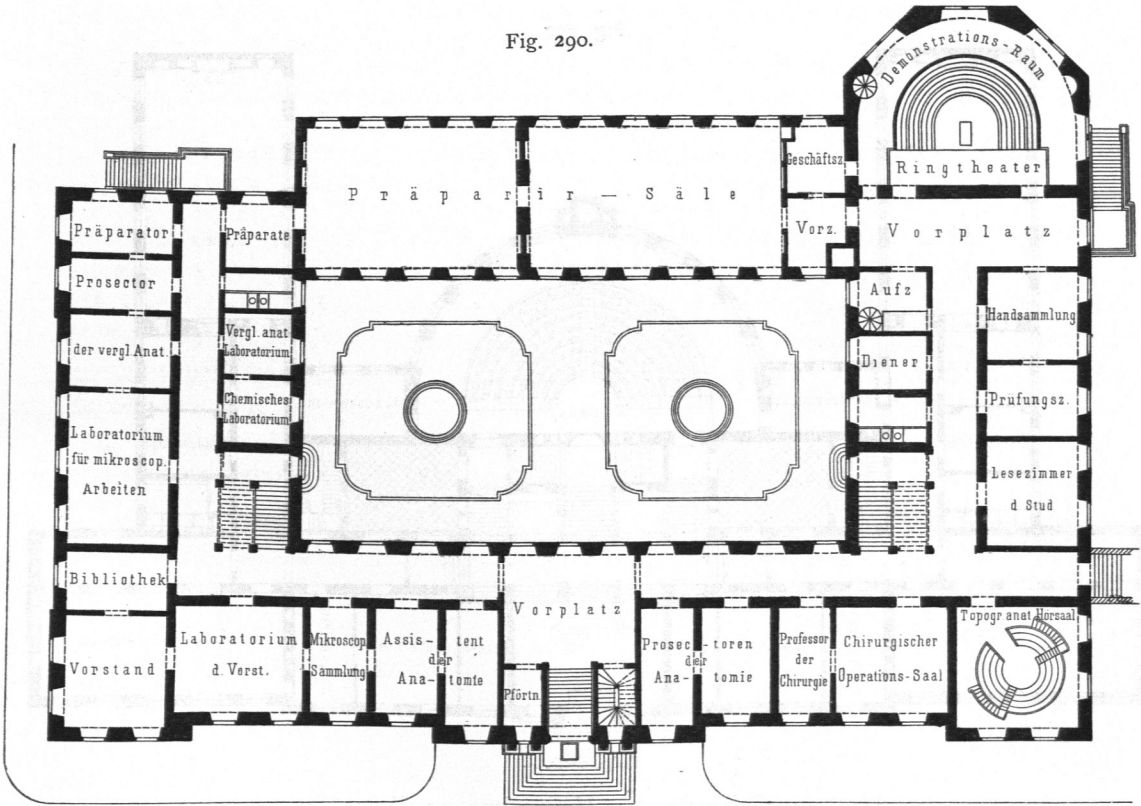 Fig. 290.
Demonstrations-Raum
Ringtheater
Geschäftsz.
Präparir — Säle
Vorz.
Vorplatz
Präparator
Präparate
Prosector
der vergl. Anat.
Vergl. anat.
Laboratorium
Chemisches
Laboratorium
Laboratorium
für mikroscop.
Arbeiten
Bibliothek
Vorstand
Aufz
Diener
Handsammlung
Prüfungsz.
Lesezimmer
d Stud
Laboratorium
d. Verst.
Mikroscop.
Sammlung
Assis- tent
der
Ana- tomie
Vorplatz
Pförtn.
Prosec- toren
der
Ana- tomie
Professor
der
Chirurgie
Chirurgischer
Operations-Saal
Topogr anat Hörsaal